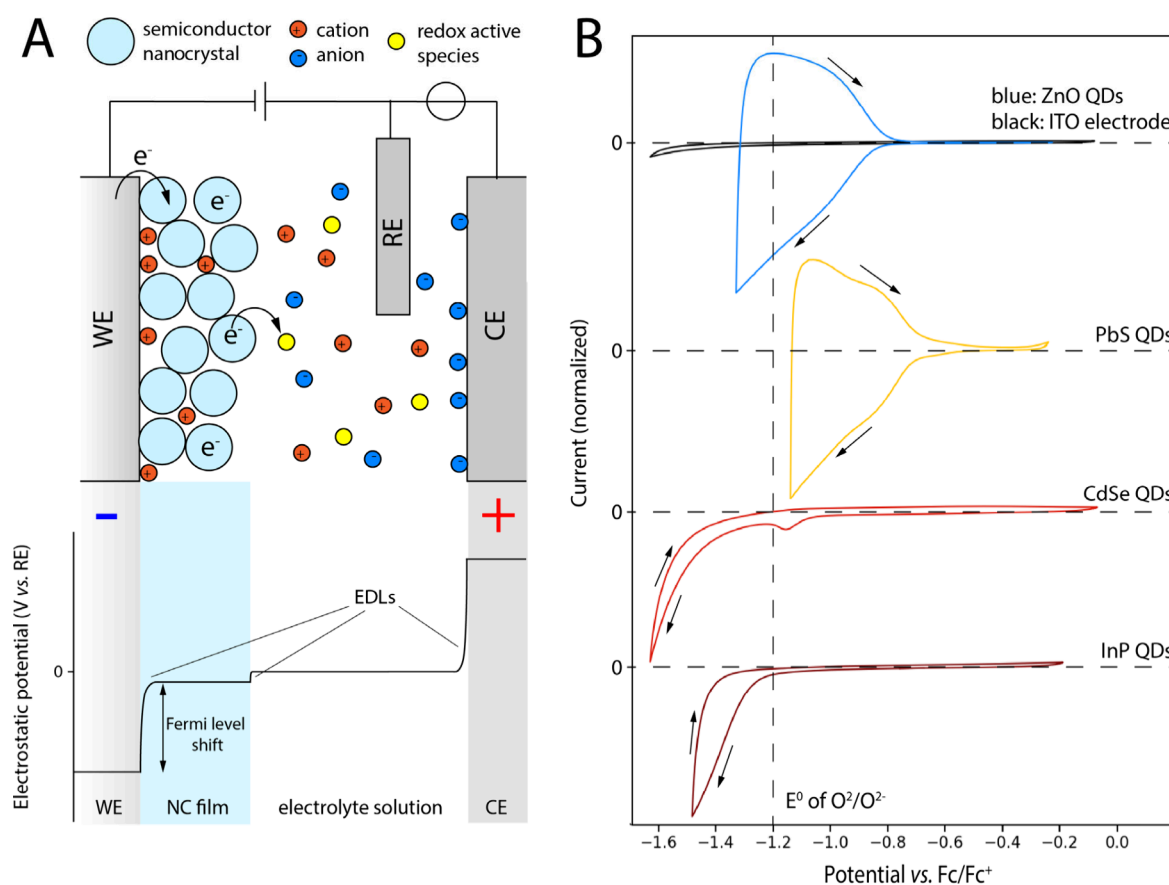 A
semiconductor
nanocrystal
+ cation
- anion
redox active
species
e-
e-
e-
e-
WE
RE
CE
-
+
EDLs
0
Fermi level
shift
Electrostatic potential (V vs. RE)
WE
NC film
electrolyte solution
CE
B
blue: ZnO QDs
black: ITO electrode
0
PbS QDs
0
CdSe QDs
0
InP QDs
0
E⁰ of O²/O²⁻
Current (normalized)
−1.6 −1.4 −1.2 −1.0 −0.8 −0.6 −0.4 −0.2 0.0
Potential vs. Fc/Fc⁺